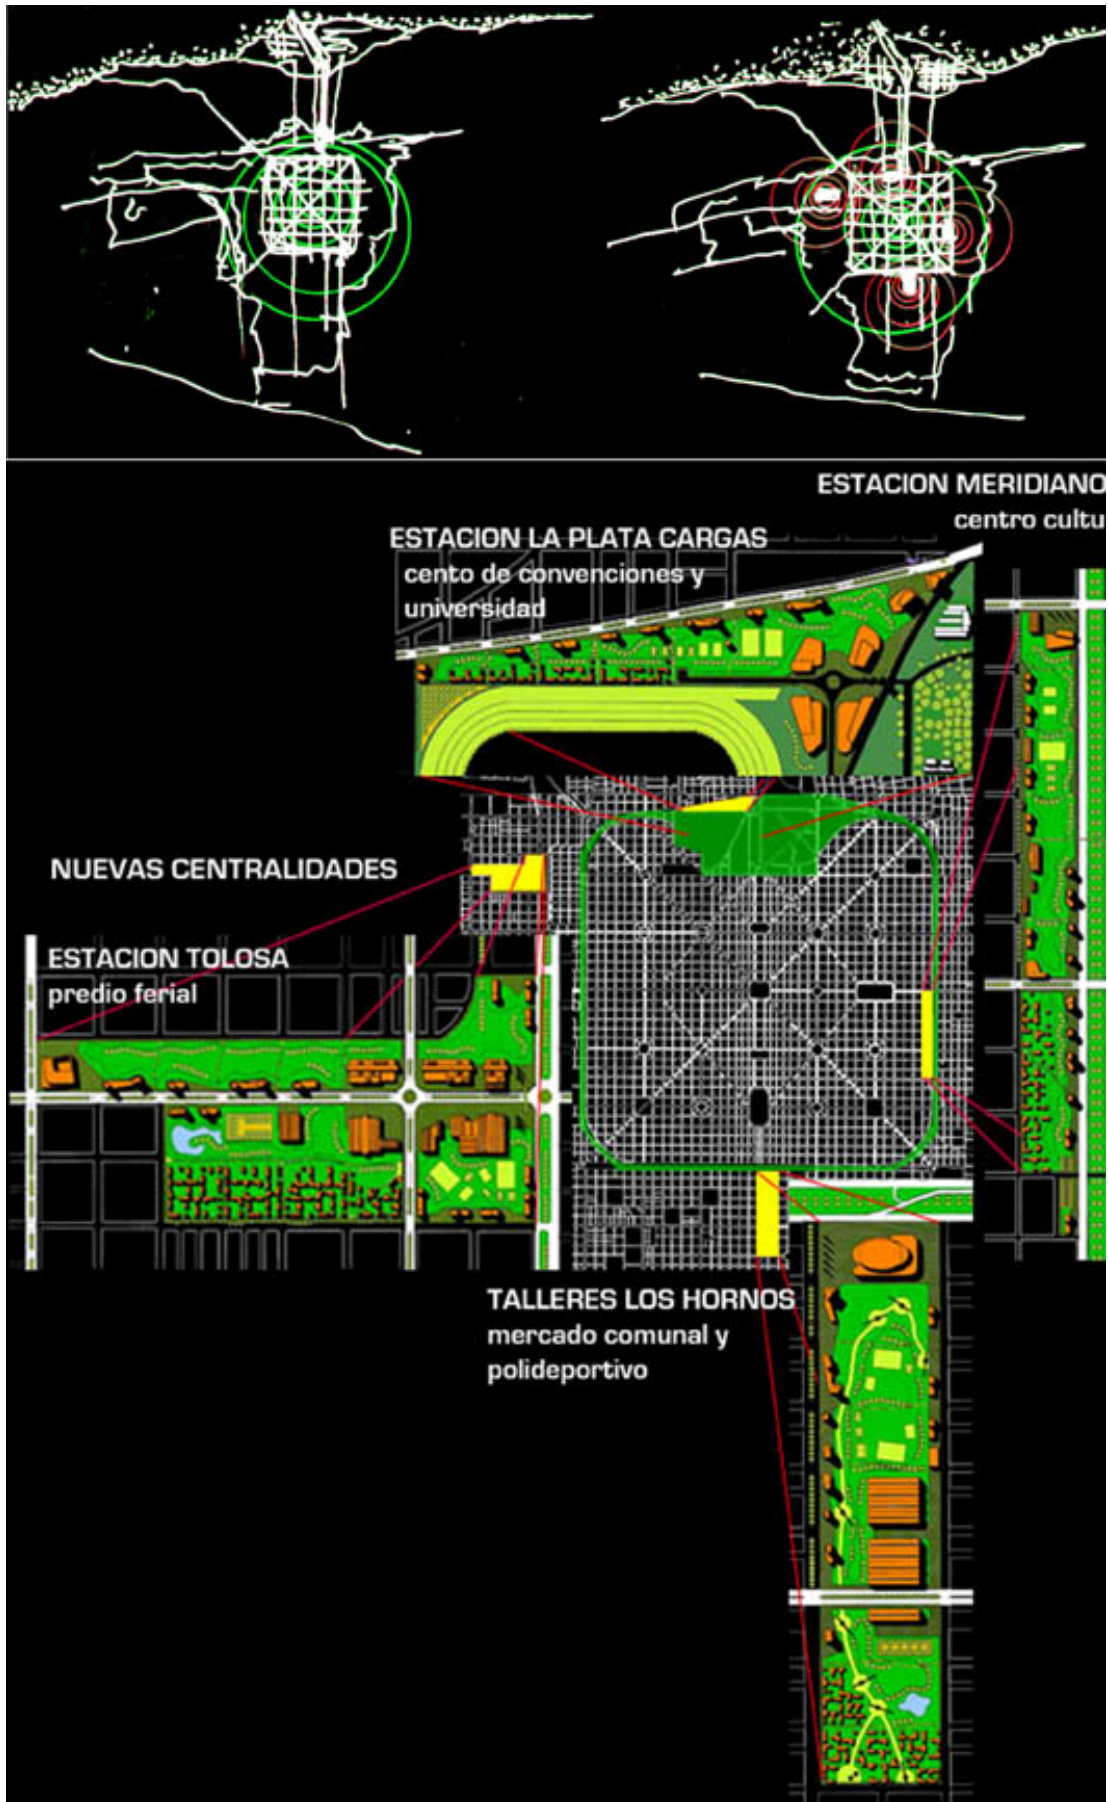 ESTACION MERIDIANO
centro cultu
ESTACION LA PLATA CARGAS
cento de convenciones y
universidad
NUEVAS CENTRALIDADES
ESTACION TOLOSA
predio ferial
TALLERES LOS HORNOS
mercado comunal y
polideportivo